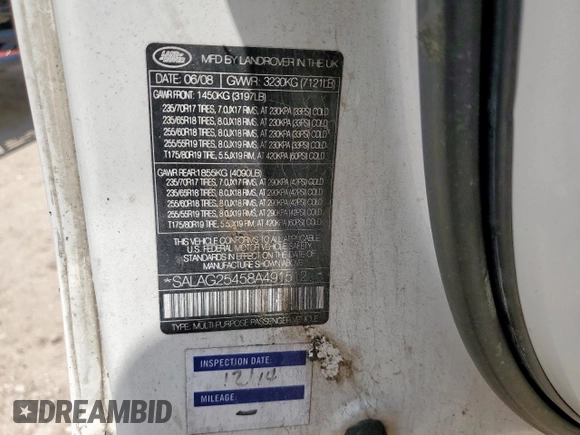 LAND ROVER
MFD BY LANDROVER IN THE UK
DATE: 06/08 GVWR: 3230KG (7121LB)
GAWR FRONT: 1450KG (3197LB)
235/70R17 TIRES, 7.0JX17 RIMS, AT 230KPA (33PSI) COLD
235/65R18 TIRES, 8.0JX18 RIMS, AT 230KPA (33PSI) COLD
255/60R18 TIRES, 8.0JX18 RIMS, AT 230KPA (33PSI) COLD
255/55R19 TIRES, 9.0JX19 RIMS, AT 230KPA (33PSI) COLD
T175/80R19 TIRE, 5.5JX19 RIM, AT 420KPA (60PSI) COLD
GAWR REAR: 1855KG (4090LB)
235/70R17 TIRES, 7.0JX17 RIMS, AT 290KPA (42PSI) COLD
235/65R18 TIRES, 8.0JX18 RIMS, AT 290KPA (42PSI) COLD
255/60R18 TIRES, 8.0JX18 RIMS, AT 290KPA (42PSI) COLD
255/55R19 TIRES, 9.0JX19 RIMS, AT 290KPA (42PSI) COLD
T175/80R19 TIRE, 5.5JX19 RIM, AT 420KPA (60PSI) COLD
THIS VEHICLE CONFORMS TO ALL APPLICABLE
U.S. FEDERAL MOTOR VEHICLE SAFETY
STANDARDS IN EFFECT ON THE DATE OF
MANUFACTURE SHOWN ABOVE
*SALAG25458A491512
TYPE: MULTI-PURPOSE PASSENGER VEHICLE
INSPECTION DATE:
12/14
MILEAGE:
-
DREAMBID